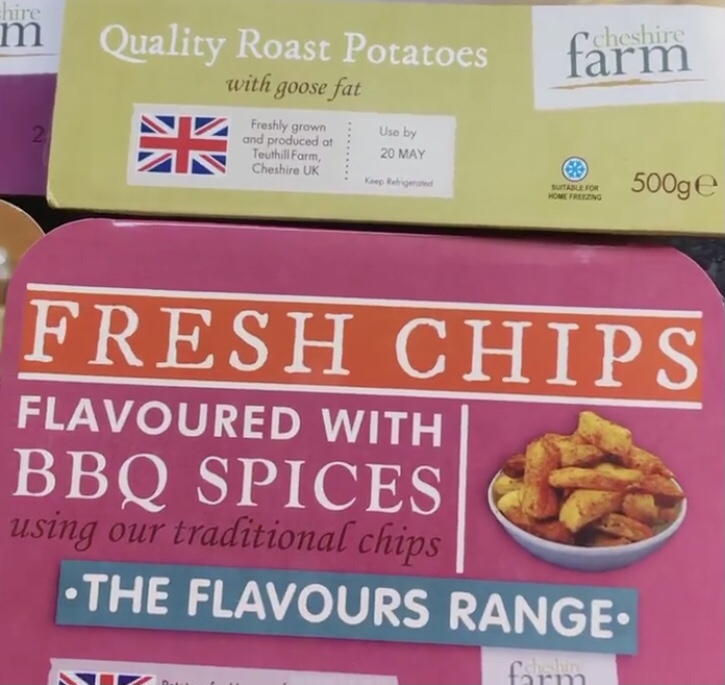 hire
m
2
Quality Roast Potatoes
with goose fat
cheshire
farm
Freshly grown
and produced at
Teuthill Farm,
Cheshire UK
Use by
20 MAY
Keep Refrigerated
SUITABLE FOR
HOME FREEZING
500g℮
FRESH CHIPS
FLAVOURED WITH
BBQ SPICES
using our traditional chips
·THE FLAVOURS RANGE·
cheshire
farm